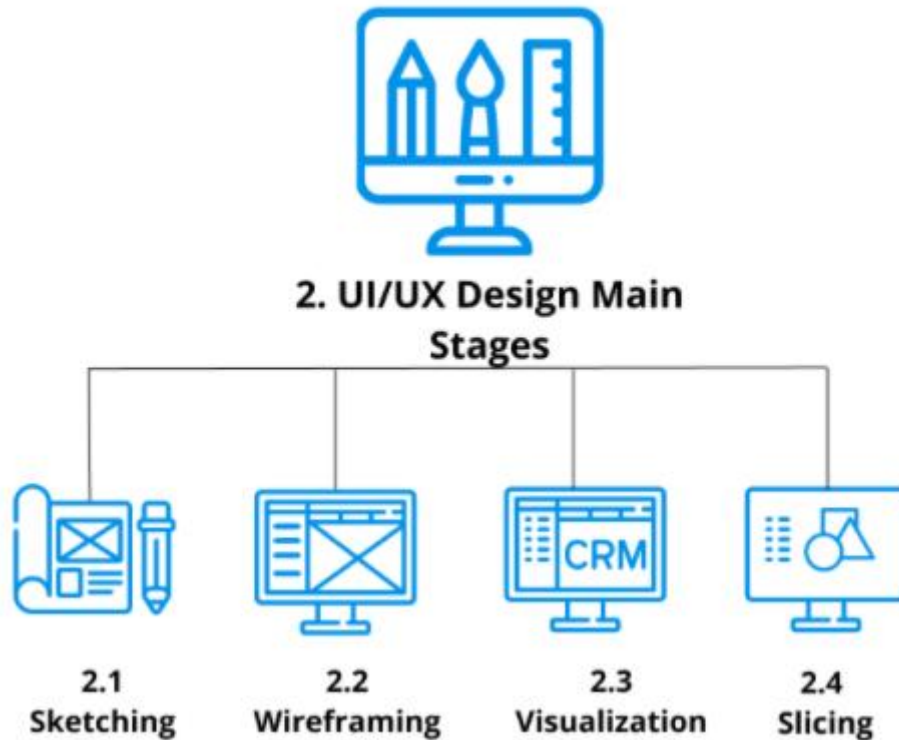 2. UI/UX Design Main
Stages
CRM
2.1
Sketching
2.2
Wireframing
2.3
Visualization
2.4
Slicing